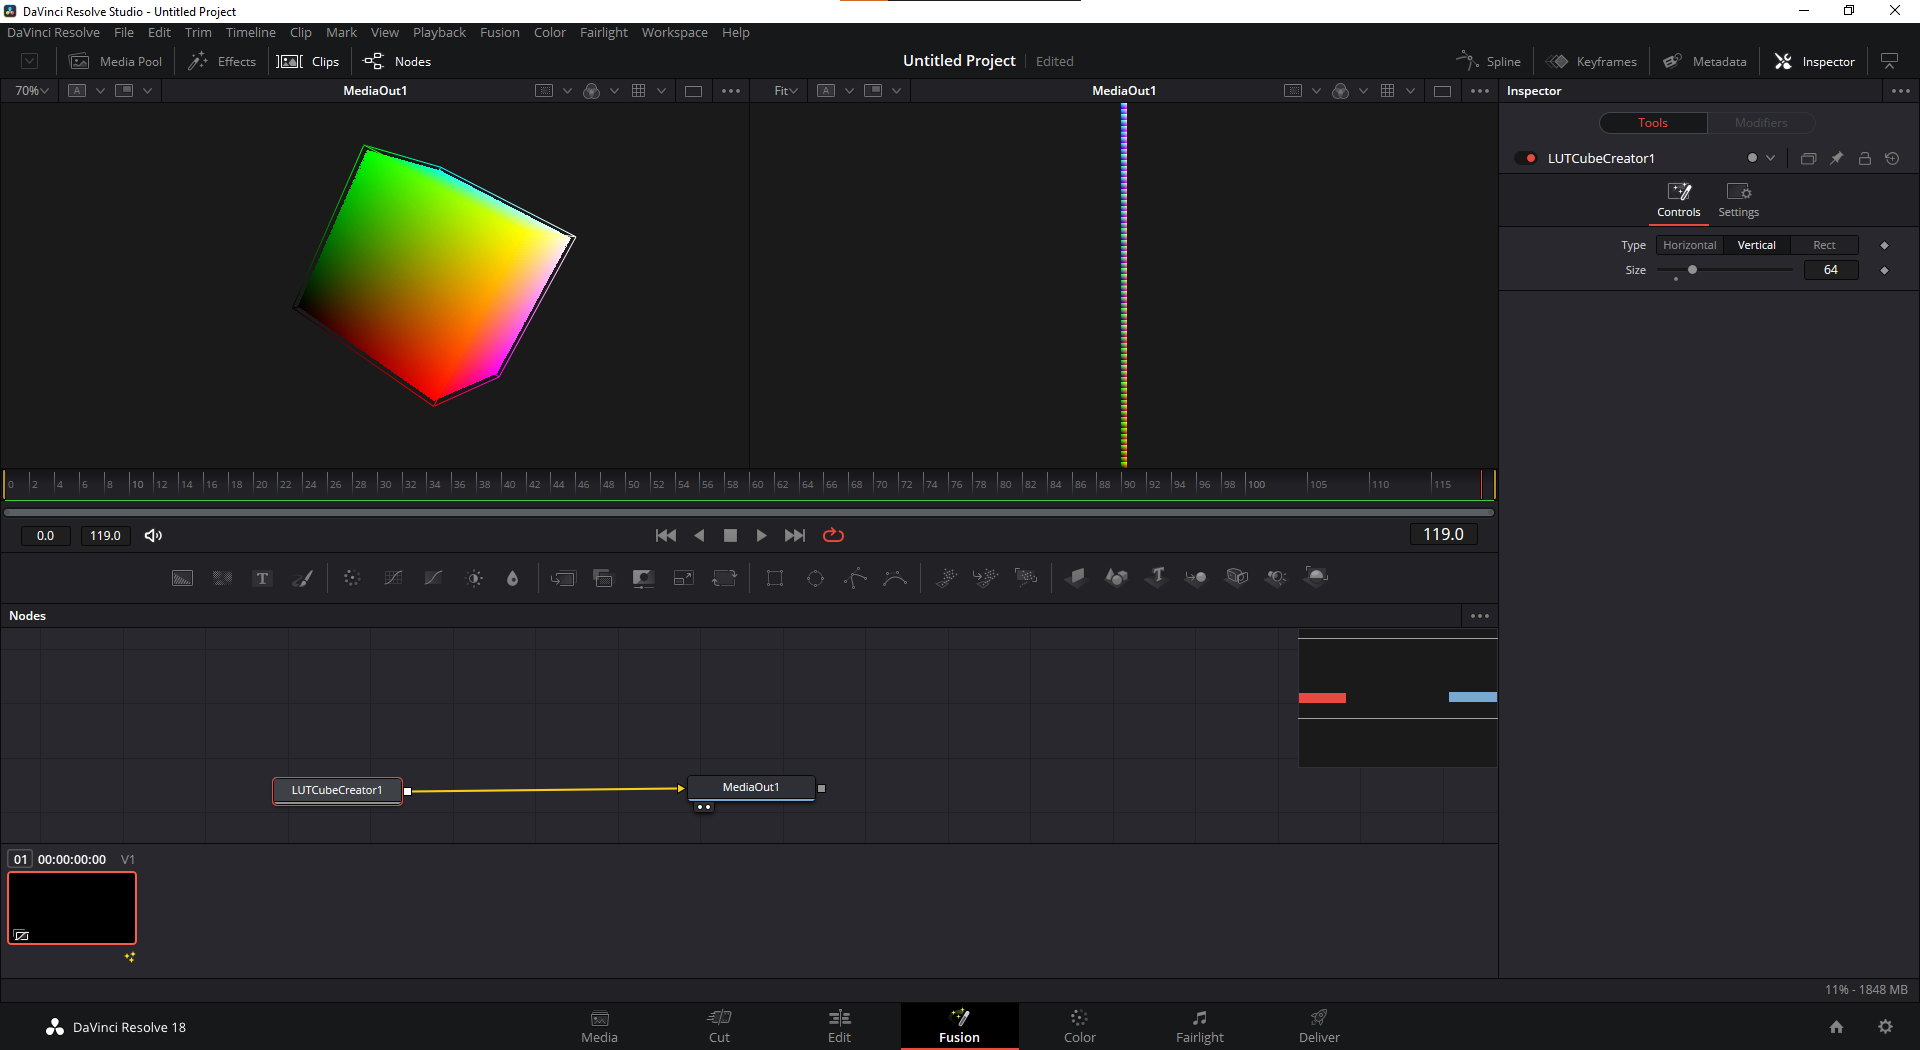 DaVinci Resolve Studio - Untitled Project
DaVinci Resolve File Edit Trim Timeline Clip Mark View Playback Fusion Color Fairlight Workspace Help
Media Pool Effects Clips Nodes Untitled Project Edited Spline Keyframes Metadata Inspector
70% A MediaOut1 Fit A MediaOut1 Inspector
Tools Modifiers
LUTCubeCreator1
Controls Settings
Type Horizontal Vertical Rect
Size 64
0 2 4 6 8 10 12 14 16 18 20 22 24 26 28 30 32 34 36 38 40 42 44 46 48 50 52 54 56 58 60 62 64 66 68 70 72 74 76 78 80 82 84 86 88 90 92 94 96 98 100 105 110 115
0.0 119.0 119.0
T T
Nodes
LUTCubeCreator1 MediaOut1
01 00:00:00:00 V1
11% - 1848 MB
DaVinci Resolve 18 Media Cut Edit Fusion Color Fairlight Deliver